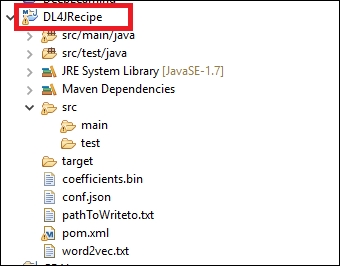 DL4JRecipe
src/main/java
src/test/java
JRE System Library [JavaSE-1.7]
Maven Dependencies
src
main
test
target
coefficients.bin
conf.json
pathToWriteto.txt
pom.xml
word2vec.txt